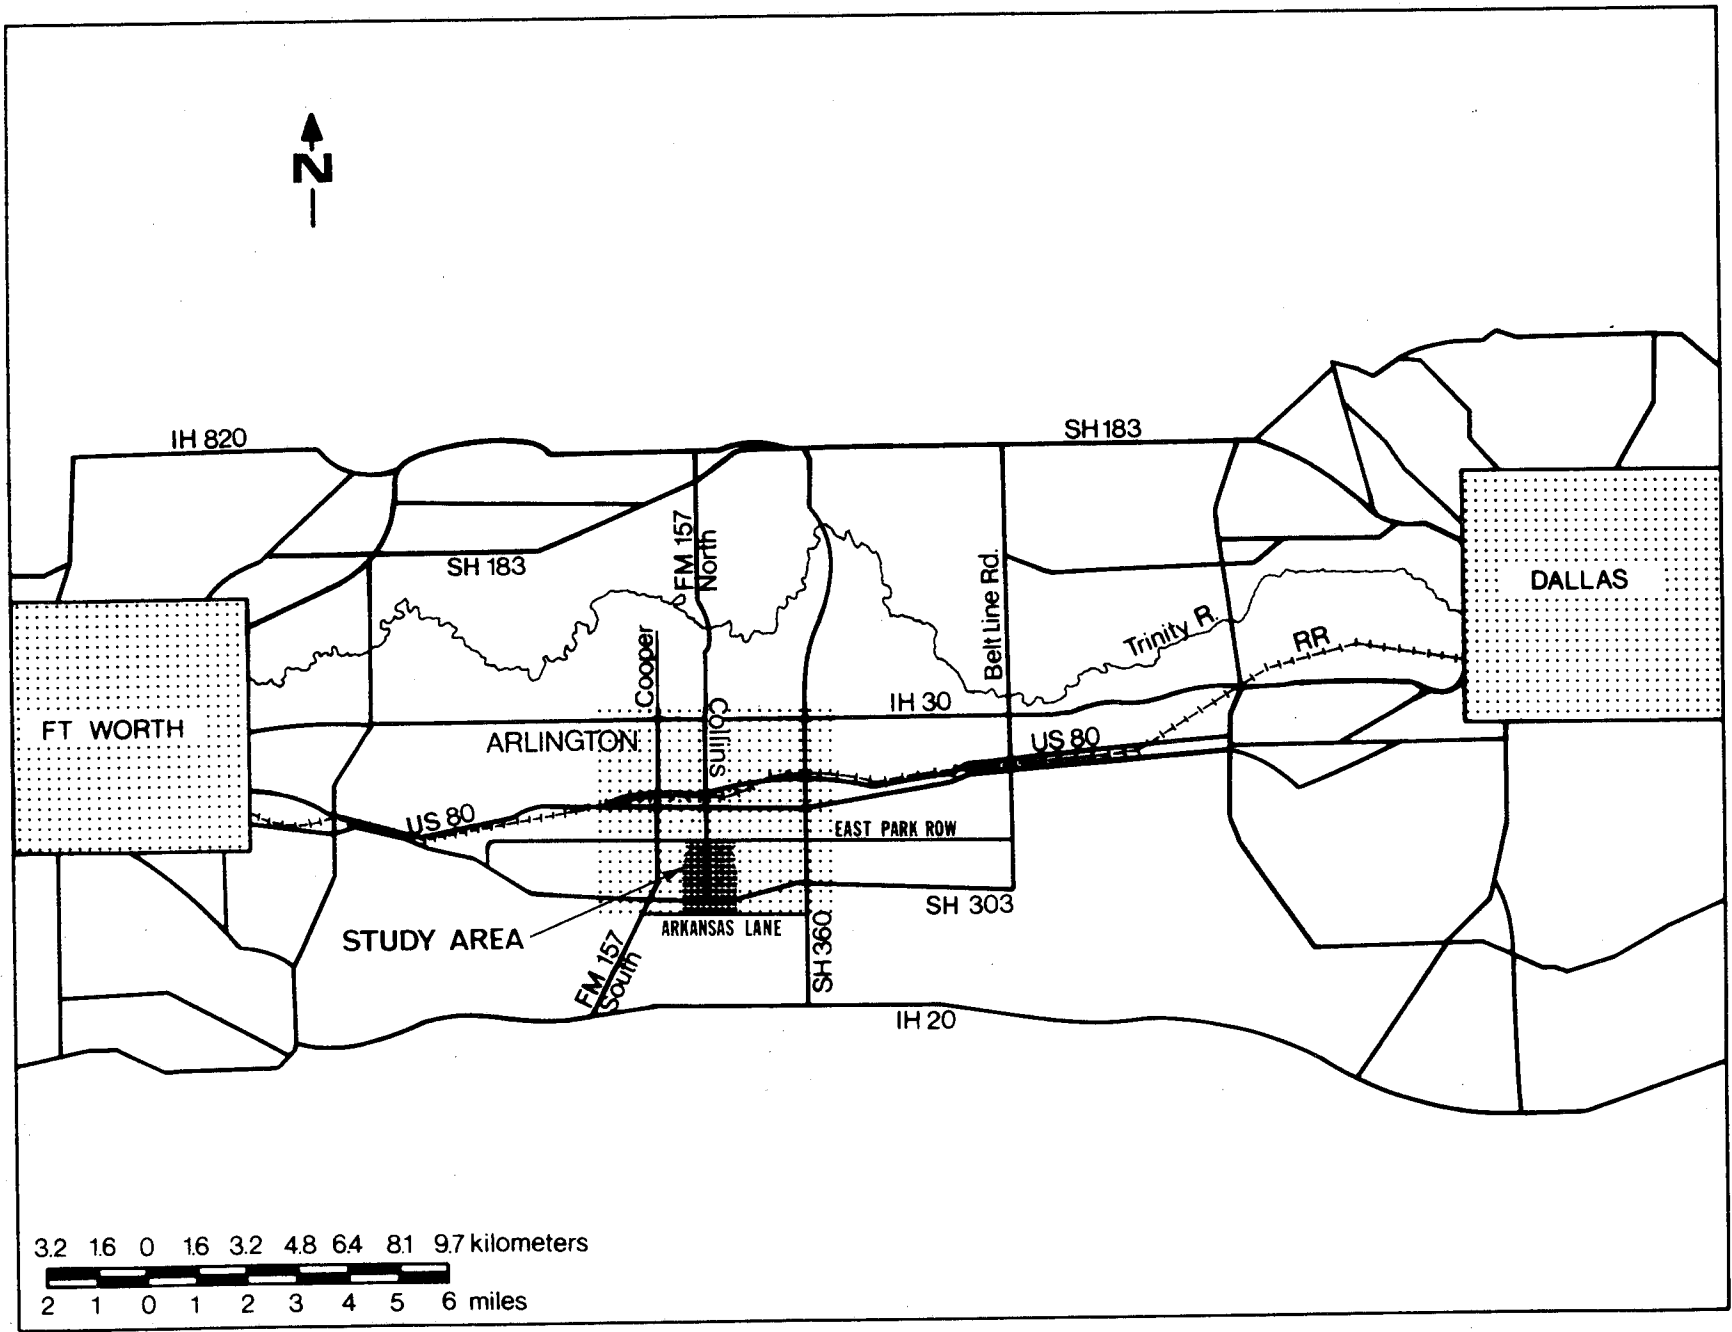 N
IH 820
SH 183
SH 183
FM 157
North
Belt Line Rd.
DALLAS
Trinity R.
RR
Cooper
Collins
IH 30
FT WORTH
ARLINGTON
US 80
US 80
EAST PARK ROW
SH 303
STUDY AREA
ARKANSAS LANE
SH 360
FM 157
South
IH 20
3.2 1.6 0 1.6 3.2 4.8 6.4 8.1 9.7 kilometers
2 1 0 1 2 3 4 5 6 miles